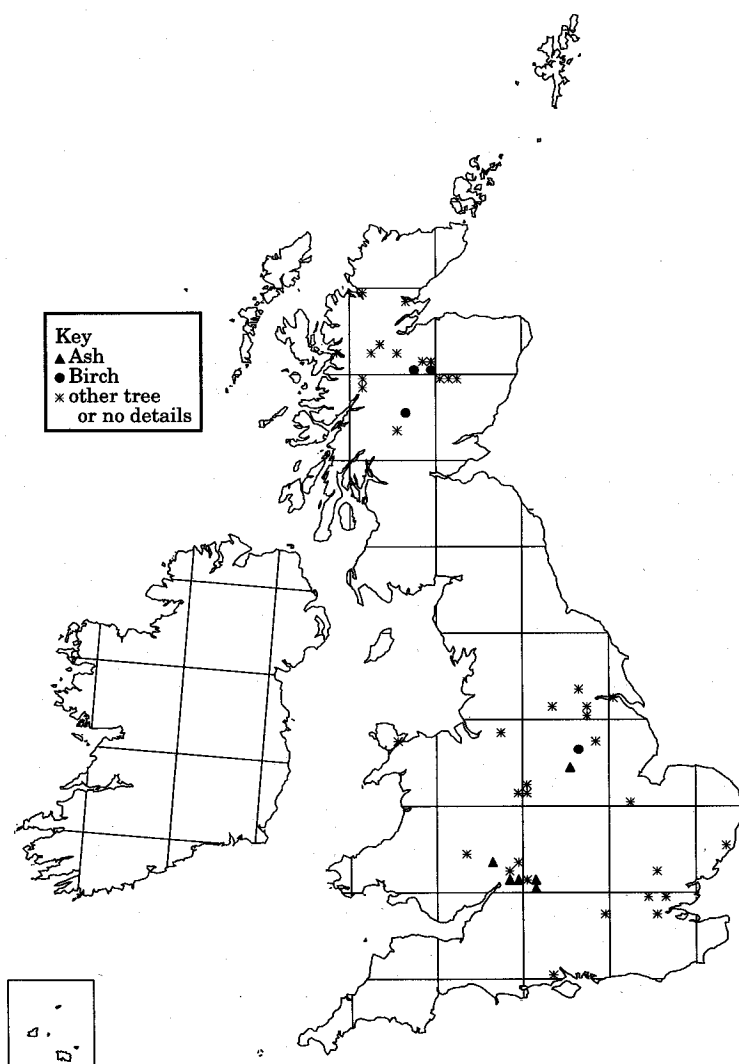 Key
▲ Ash
● Birch
✳ other tree
or no details